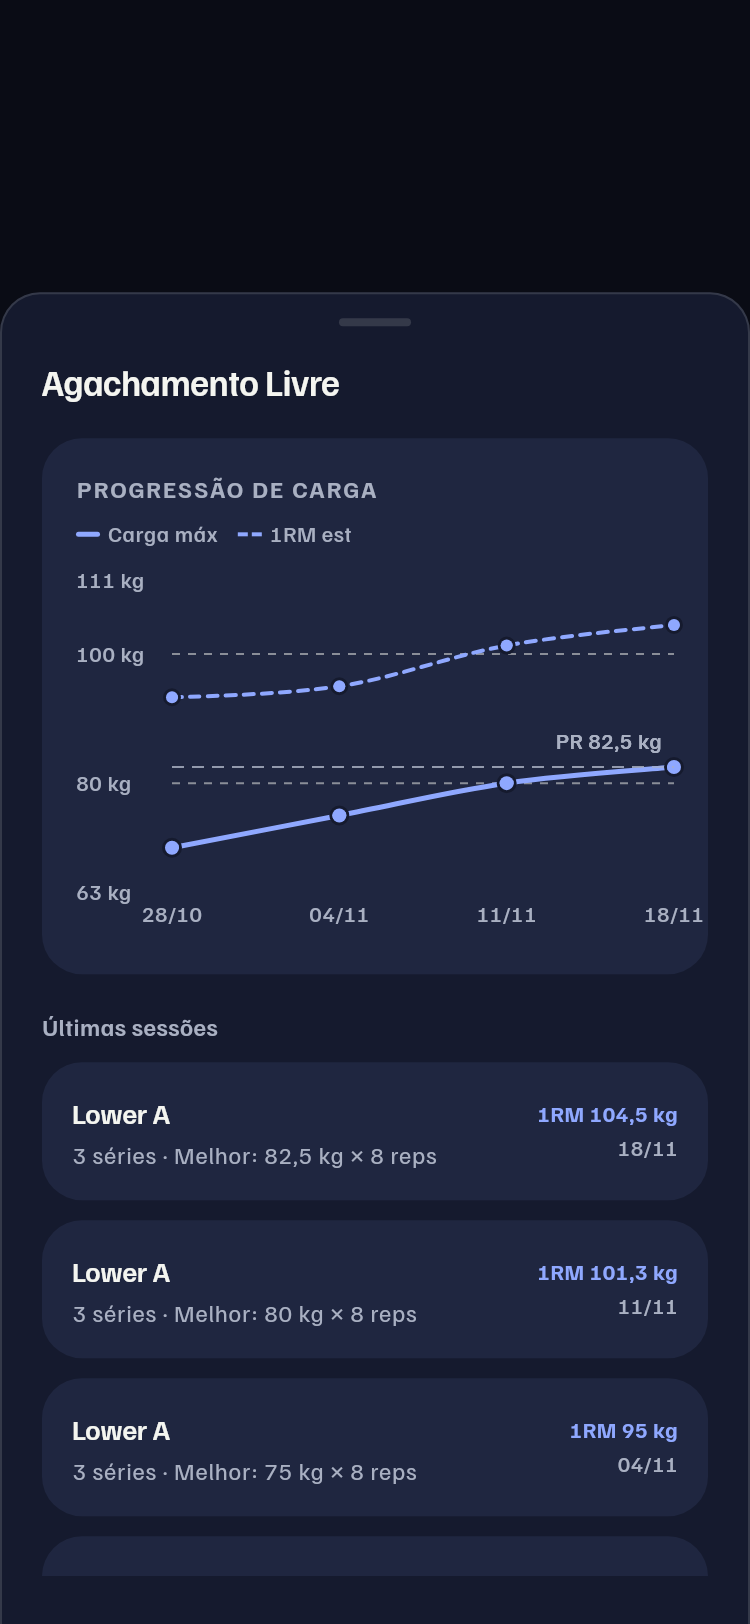 Agachamento Livre
PROGRESSÃO DE CARGA
Carga máx 1RM est
111 kg
100 kg
PR 82,5 kg
80 kg
63 kg
28/10 04/11 11/11 18/11
Últimas sessões
Lower A
1RM 104,5 kg
3 séries · Melhor: 82,5 kg × 8 reps
18/11
Lower A
1RM 101,3 kg
3 séries · Melhor: 80 kg × 8 reps
11/11
Lower A
1RM 95 kg
3 séries · Melhor: 75 kg × 8 reps
04/11